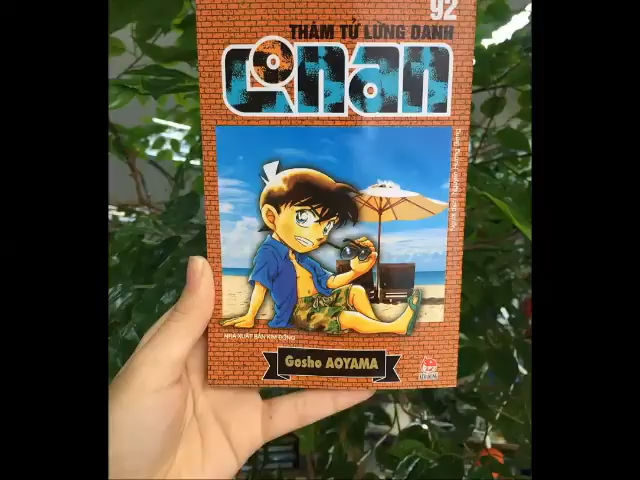 92
THÁM TỬ LỪNG DANH
CONAN
NHÀ XUẤT BẢN KIM ĐỒNG
Gosho AOYAMA